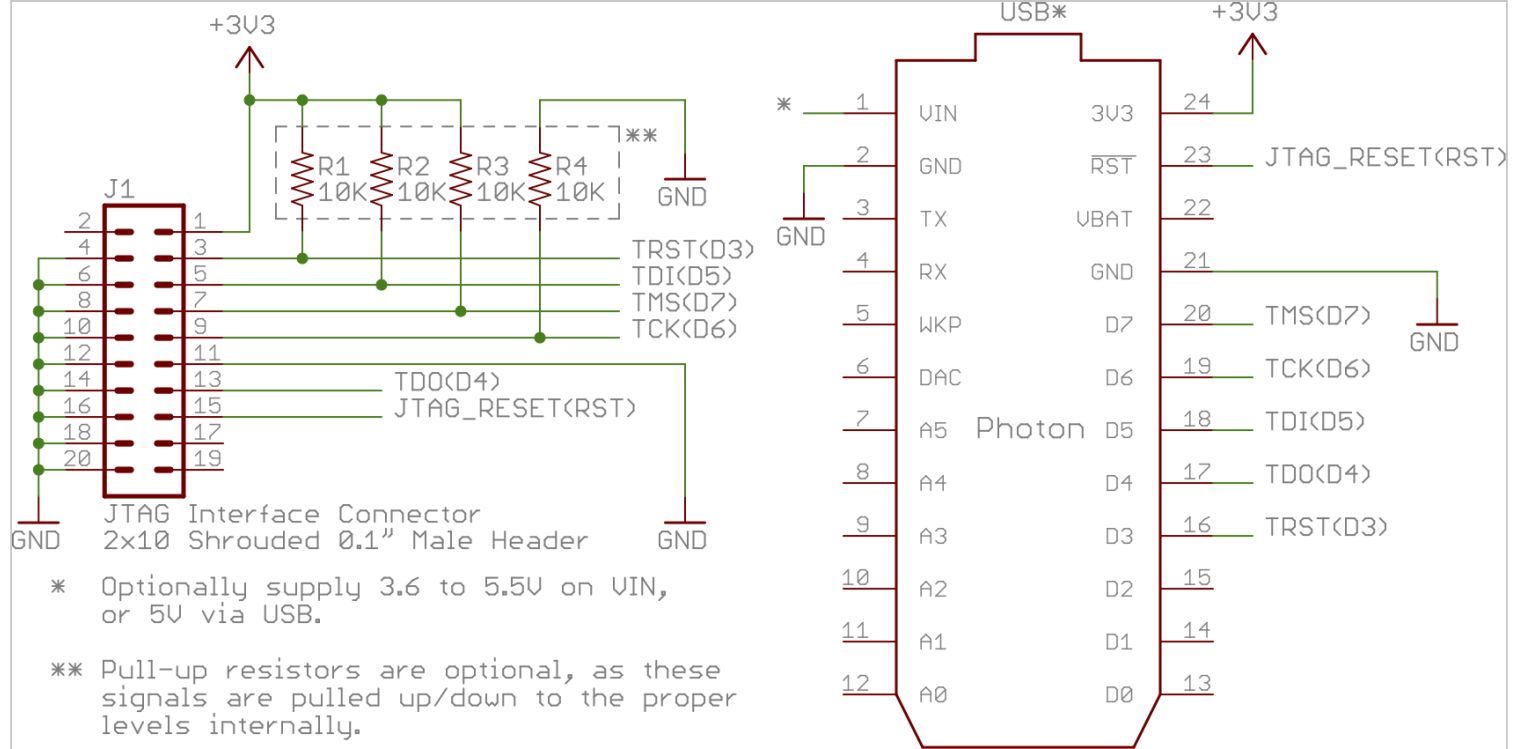 +3V3
R1
10K
R2
10K
R3
10K
R4
10K
**
GND
J1
2 1
4 3 TRST(D3)
6 5 TDI(D5)
8 7 TMS(D7)
10 9 TCK(D6)
12 11
14 13 TDO(D4)
16 15 JTAG_RESET(RST)
18 17
20 19
GND
GND
JTAG Interface Connector
2x10 Shrouded 0.1" Male Header
* Optionally supply 3.6 to 5.5V on VIN,
or 5V via USB.
** Pull-up resistors are optional, as these
signals are pulled up/down to the proper
levels internally.
USB*
+3V3
* 1 VIN 3V3 24
2 GND RST 23 JTAG_RESET(RST)
GND
3 TX VBAT 22
4 RX GND 21
GND
5 WKP D7 20 TMS(D7)
6 DAC D6 19 TCK(D6)
7 A5 Photon D5 18 TDI(D5)
8 A4 D4 17 TDO(D4)
9 A3 D3 16 TRST(D3)
10 A2 D2 15
11 A1 D1 14
12 A0 D0 13